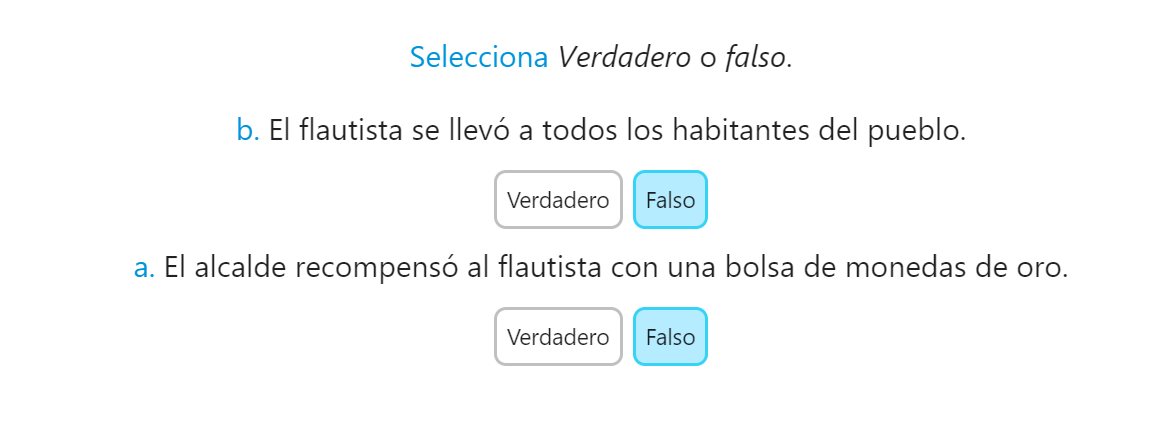 Selecciona Verdadero o falso.
b. El flautista se llevó a todos los habitantes del pueblo.
Verdadero Falso
a. El alcalde recompensó al flautista con una bolsa de monedas de oro.
Verdadero Falso